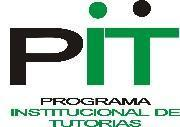 PiT
PROGRAMA
INSTITUCIONAL DE
TUTORIAS